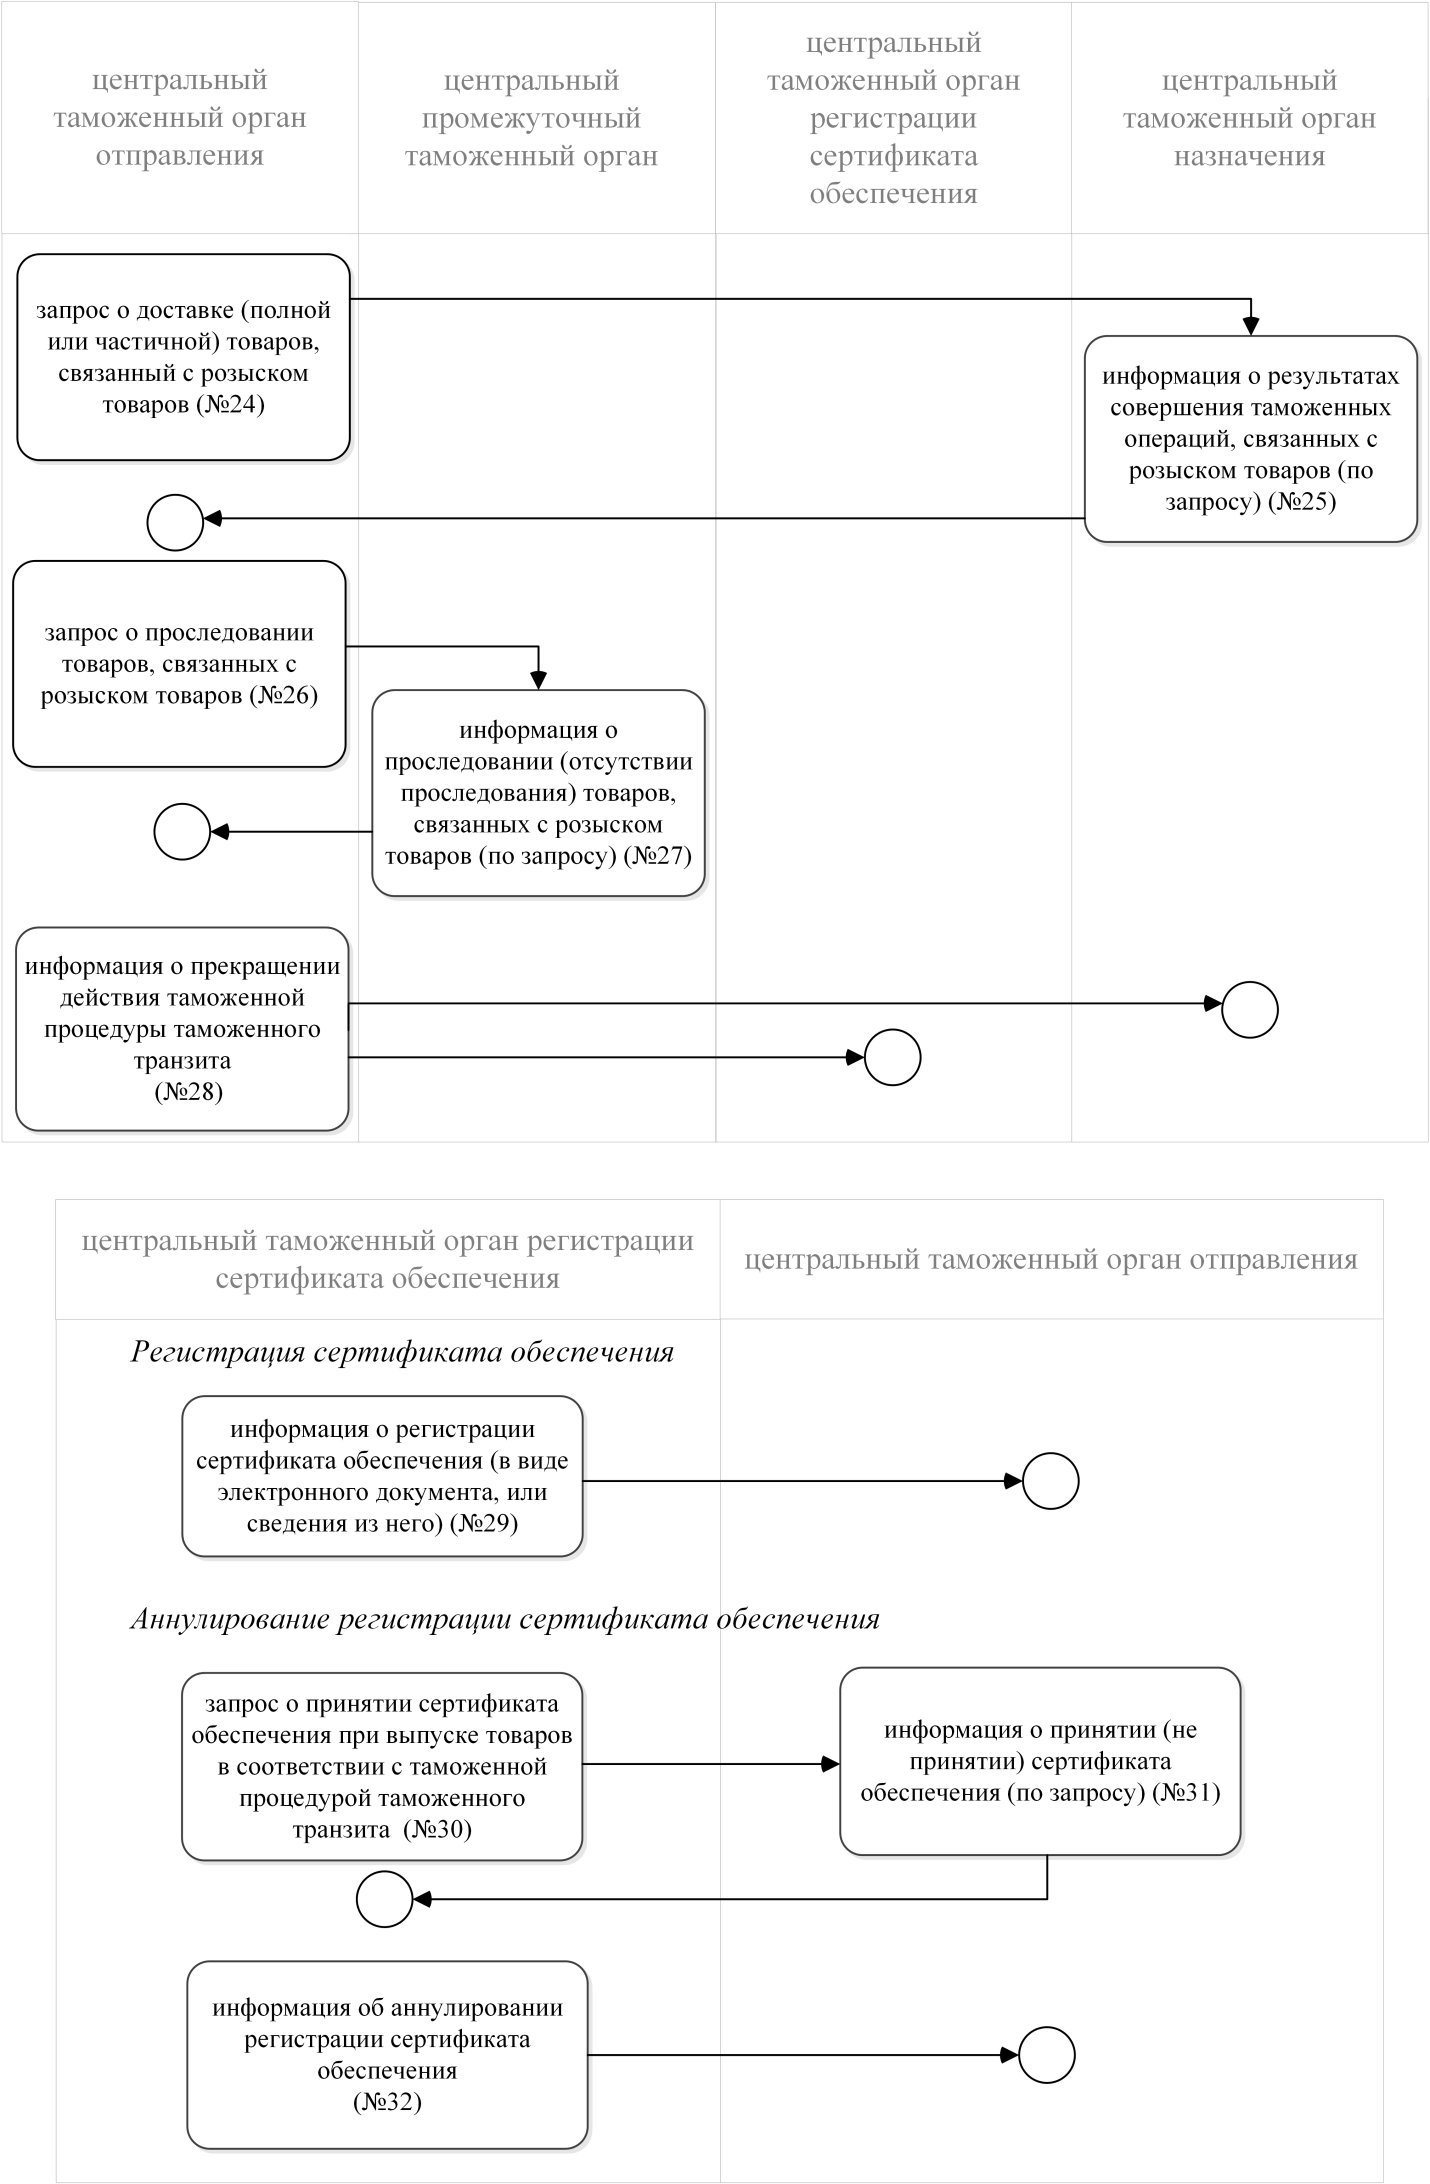 центральный
таможенный орган
отправления
центральный
промежуточный
таможенный орган
центральный
таможенный орган
регистрации
сертификата
обеспечения
центральный
таможенный орган
назначения
запрос о доставке (полной
или частичной) товаров,
связанный с розыском
товаров (№24)
информация о результатах
совершения таможенных
операций, связанных с
розыском товаров (по
запросу) (№25)
запрос о проследовании
товаров, связанных с
розыском товаров (№26)
информация о
проследовании (отсутствии
проследования) товаров,
связанных с розыском
товаров (по запросу) (№27)
информация о прекращении
действия таможенной
процедуры таможенного
транзита
(№28)
центральный таможенный орган регистрации
сертификата обеспечения
центральный таможенный орган отправления
Регистрация сертификата обеспечения
информация о регистрации
сертификата обеспечения (в виде
электронного документа, или
сведения из него) (№29)
Аннулирование регистрации сертификата обеспечения
запрос о принятии сертификата
обеспечения при выпуске товаров
в соответствии с таможенной
процедурой таможенного
транзита  (№30)
информация о принятии (не
принятии) сертификата
обеспечения (по запросу) (№31)
информация об аннулировании
регистрации сертификата
обеспечения
(№32)